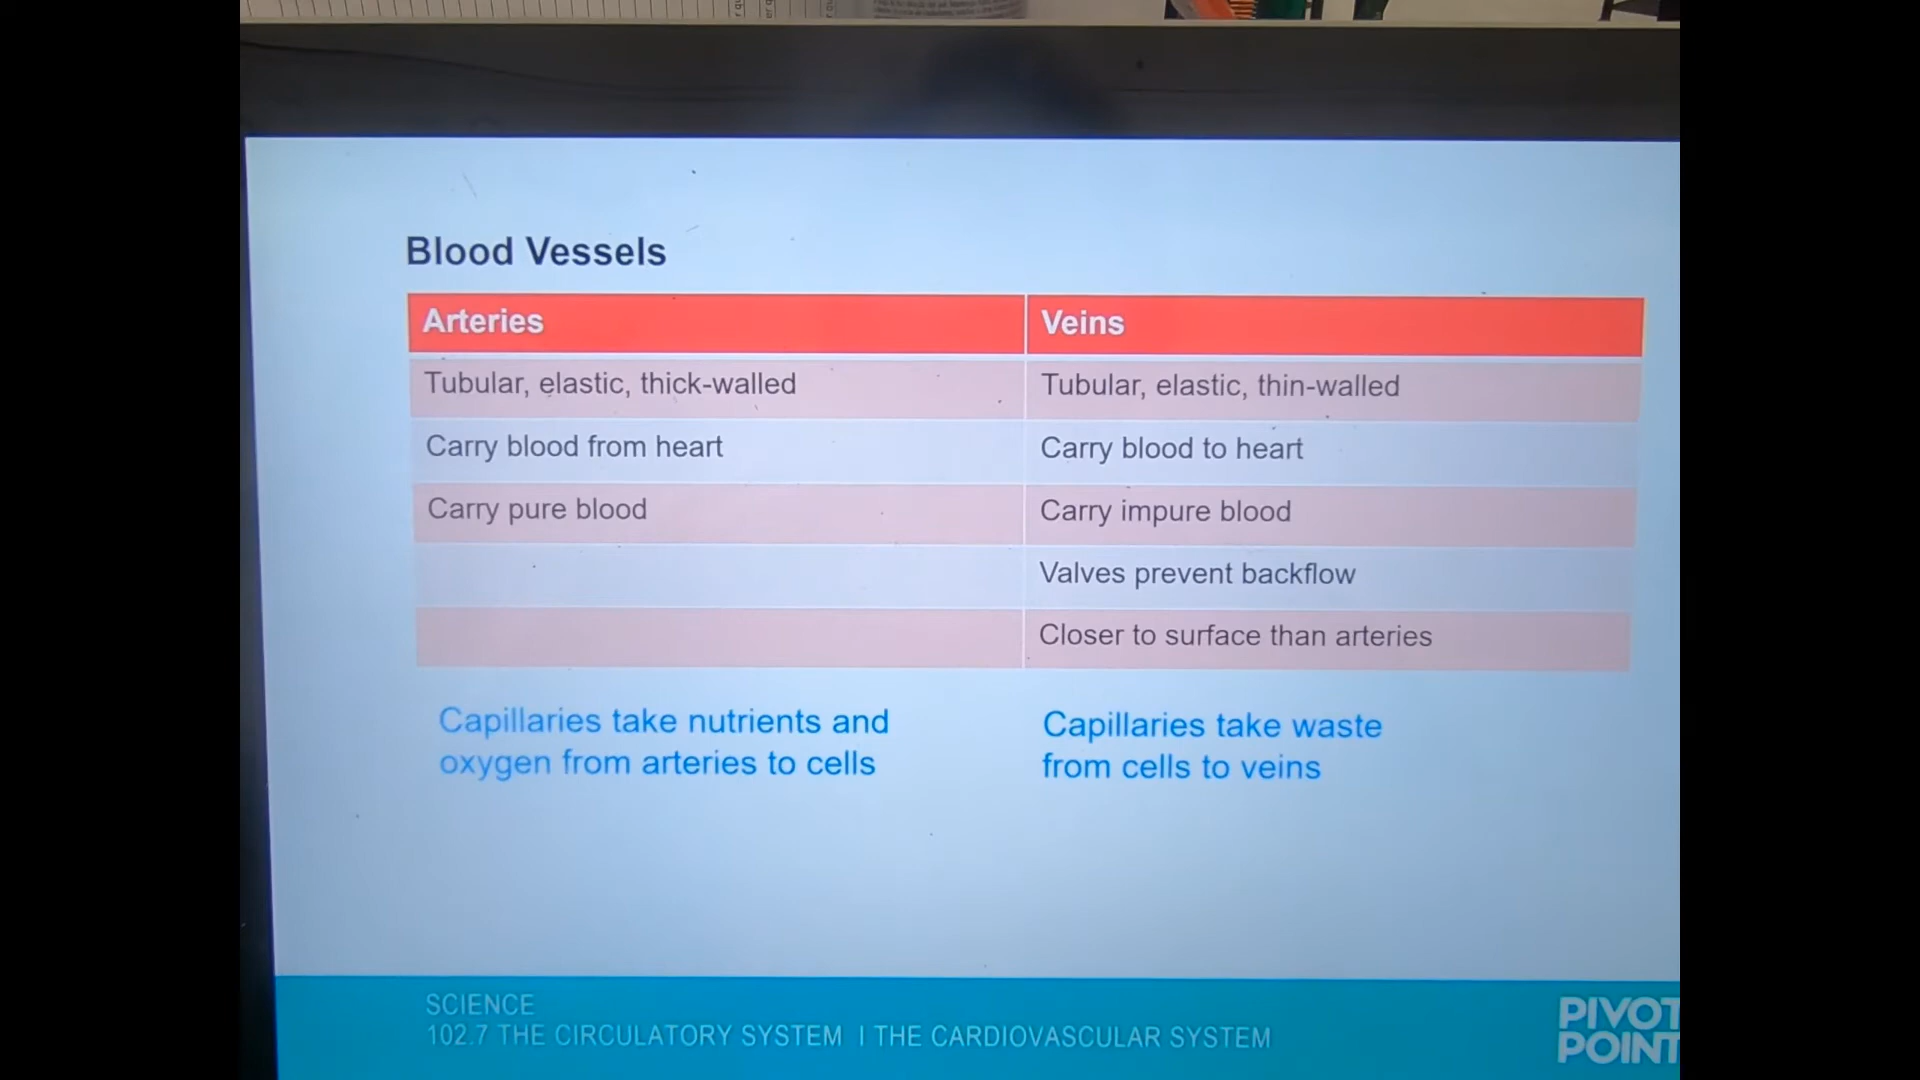 Blood Vessels
Arteries
Veins
Tubular, elastic, thick-walled
Tubular, elastic, thin-walled
Carry blood from heart
Carry blood to heart
Carry pure blood
Carry impure blood
Valves prevent backflow
Closer to surface than arteries
Capillaries take nutrients and
oxygen from arteries to cells
Capillaries take waste
from cells to veins
SCIENCE
102.7 THE CIRCULATORY SYSTEM | THE CARDIOVASCULAR SYSTEM
PIVOT
POINT